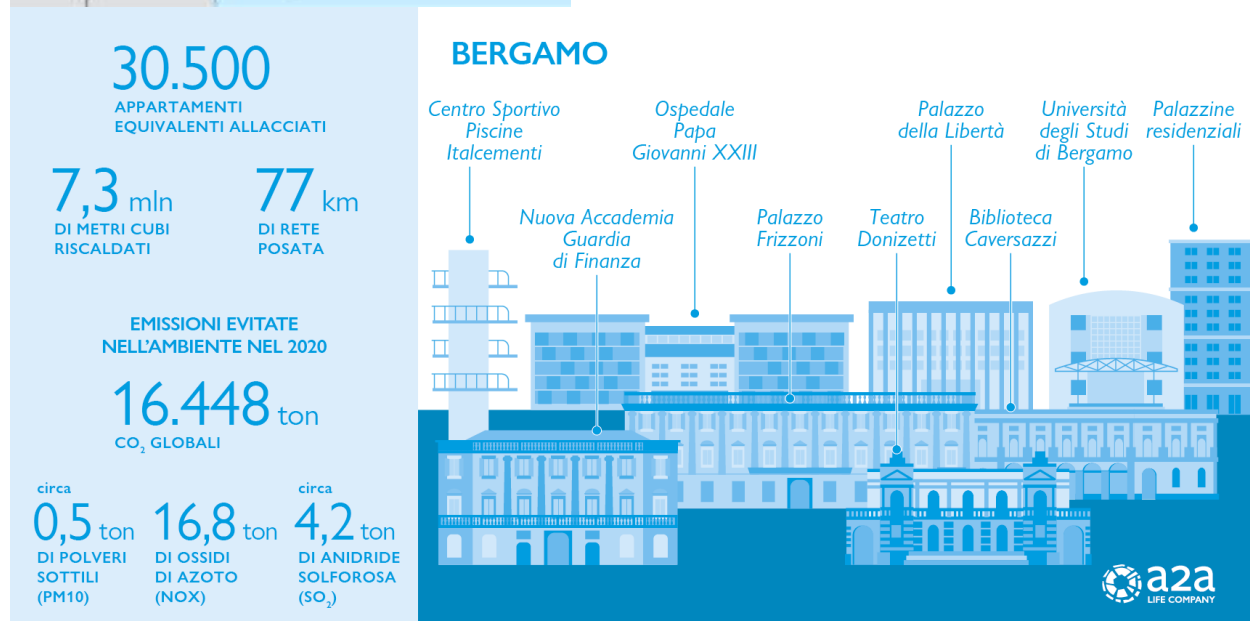 30.500
APPARTAMENTI
EQUIVALENTI ALLACCIATI
7,3 mln
DI METRI CUBI
RISCALDATI
77 km
DI RETE
POSATA
EMISSIONI EVITATE
NELL'AMBIENTE NEL 2020
16.448 ton
CO₂ GLOBALI
circa
0,5 ton
DI POLVERI
SOTTILI
(PM10)
16,8 ton
DI OSSIDI
DI AZOTO
(NOX)
circa
4,2 ton
DI ANIDRIDE
SOLFOROSA
(SO₂)
BERGAMO
Centro Sportivo
Piscine
Italcementi
Ospedale
Papa
Giovanni XXIII
Palazzo
della Libertà
Università
degli Studi
di Bergamo
Palazzine
residenziali
Nuova Accademia
Guardia
di Finanza
Palazzo
Frizzoni
Teatro
Donizetti
Biblioteca
Caversazzi
a2a
LIFE COMPANY